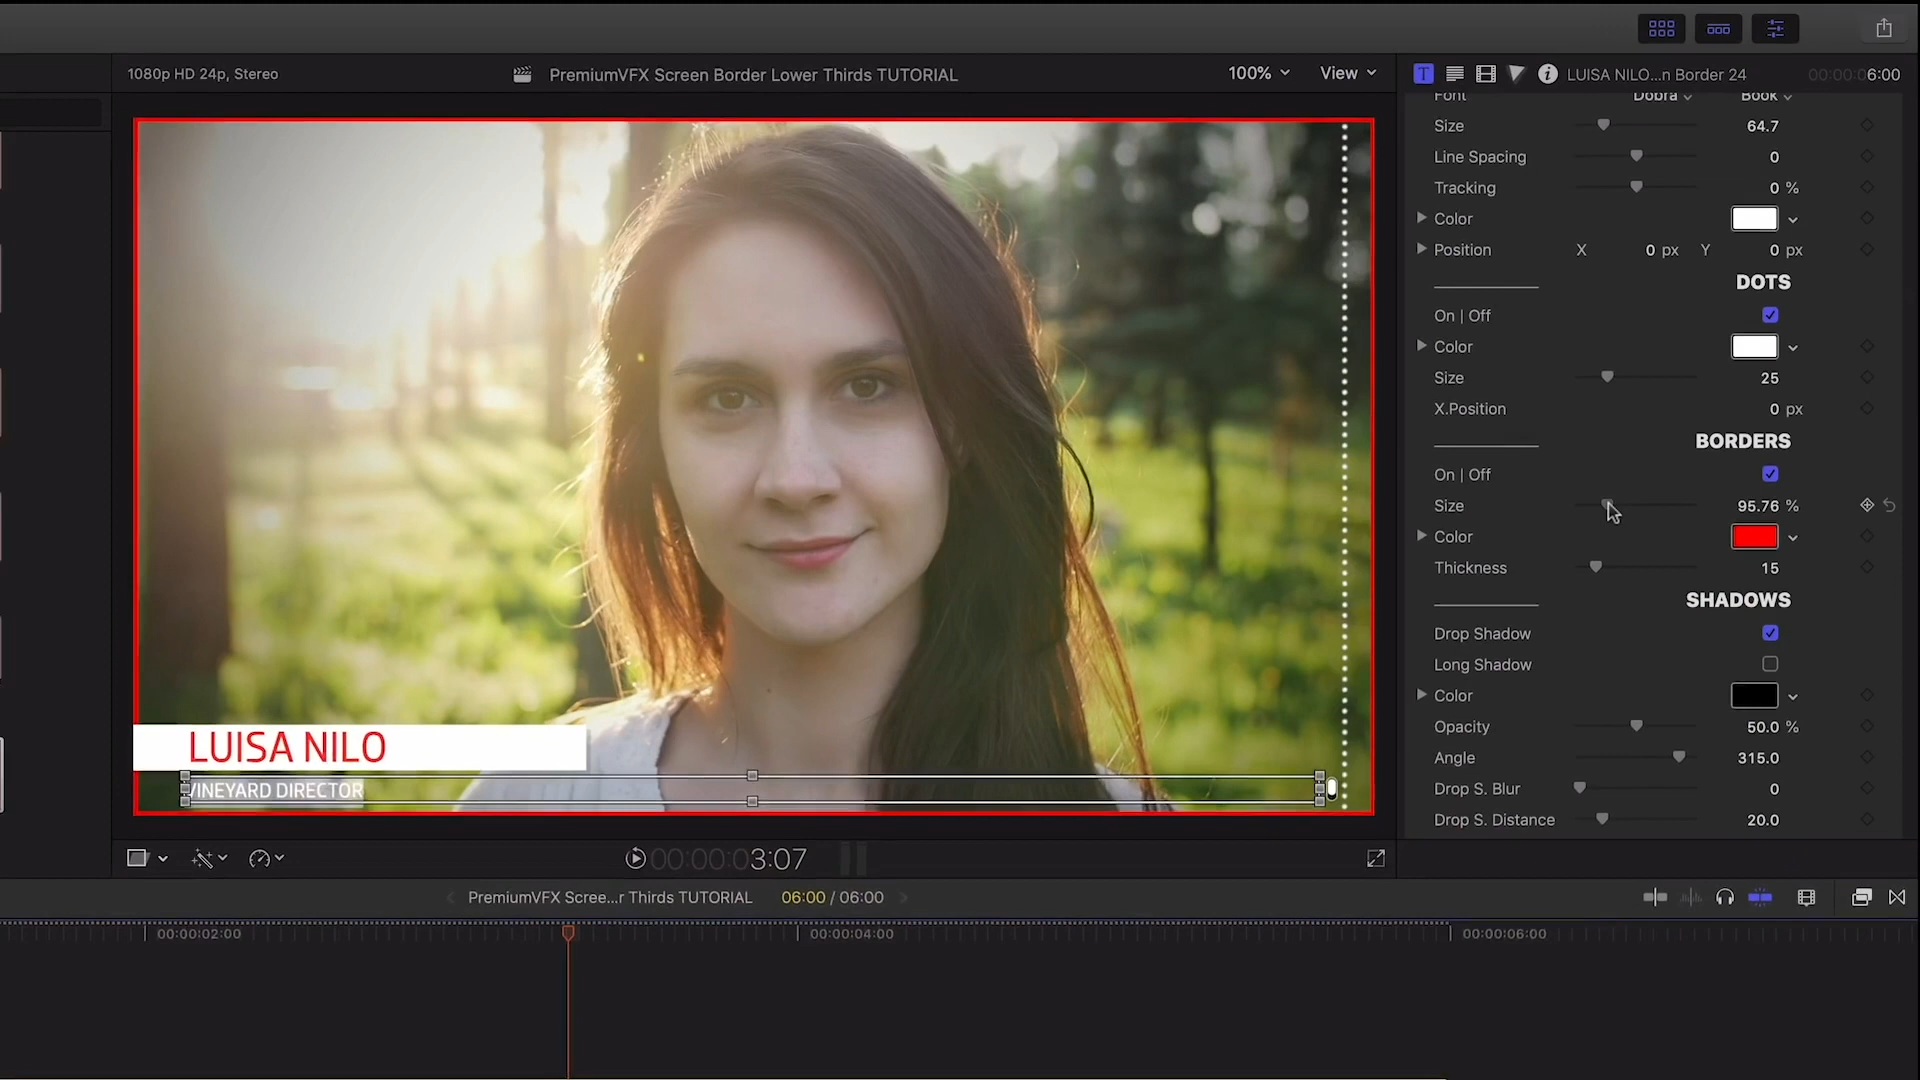 1080p HD 24p, Stereo
PremiumVFX Screen Border Lower Thirds TUTORIAL
100%
View
T
LUISA NILO...n Border 24
00:00:06:00
Font Dobra Book
Size 64.7
Line Spacing 0
Tracking 0 %
Color
Position X 0 px Y 0 px
DOTS
On | Off
Color
Size 25
X.Position 0 px
BORDERS
On | Off
Size 95.76 %
Color
Thickness 15
SHADOWS
Drop Shadow
Long Shadow
Color
Opacity 50.0 %
Angle 315.0
Drop S. Blur 0
Drop S. Distance 20.0
LUISA NILO
VINEYARD DIRECTOR
00:00:03:07
PremiumVFX Scree...r Thirds TUTORIAL
06:00 / 06:00
00:00:02:00
00:00:04:00
00:00:06:00